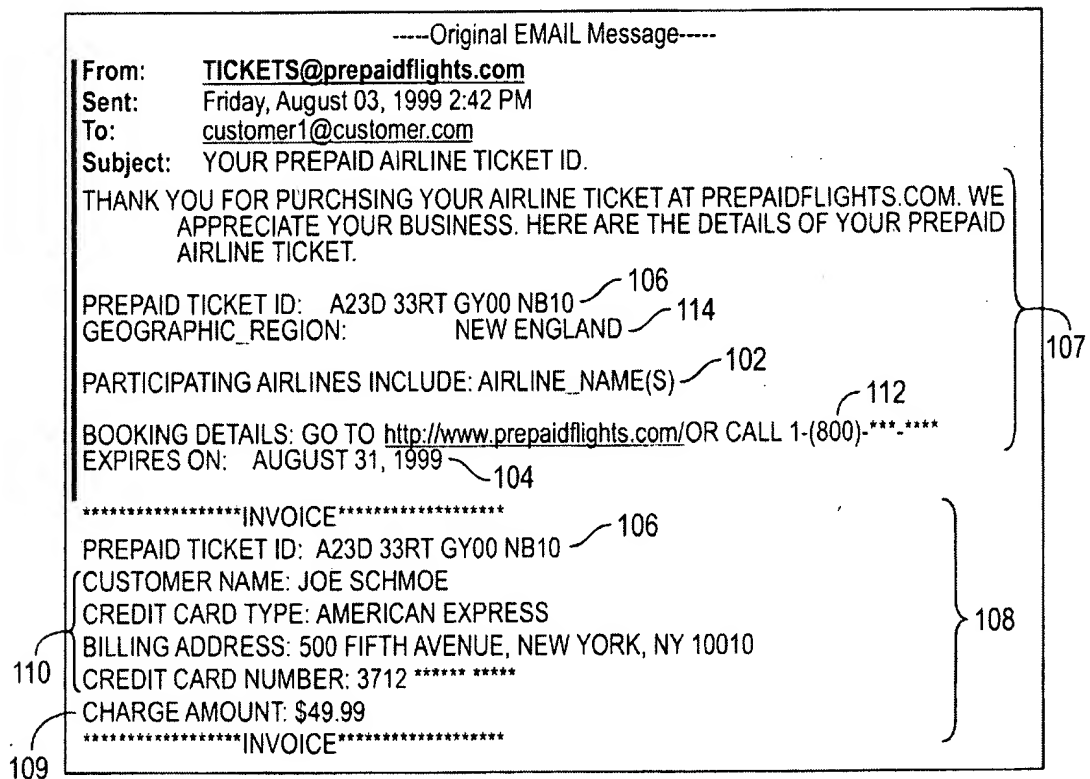 -----Original EMAIL Message-----
From: TICKETS@prepaidflights.com
Sent: Friday, August 03, 1999 2:42 PM
To: customer1@customer.com
Subject: YOUR PREPAID AIRLINE TICKET ID.
THANK YOU FOR PURCHSING YOUR AIRLINE TICKET AT PREPAIDFLIGHTS.COM. WE
APPRECIATE YOUR BUSINESS. HERE ARE THE DETAILS OF YOUR PREPAID
AIRLINE TICKET.
106
PREPAID TICKET ID: A23D 33RT GY00 NB10
114
GEOGRAPHIC_REGION: NEW ENGLAND
107
102
PARTICIPATING AIRLINES INCLUDE: AIRLINE_NAME(S)
112
BOOKING DETAILS: GO TO http://www.prepaidflights.com/OR CALL 1-(800)-***-****
EXPIRES ON: AUGUST 31, 1999
104
******************INVOICE*******************
106
PREPAID TICKET ID: A23D 33RT GY00 NB10
CUSTOMER NAME: JOE SCHMOE
CREDIT CARD TYPE: AMERICAN EXPRESS
108
BILLING ADDRESS: 500 FIFTH AVENUE, NEW YORK, NY 10010
110
CREDIT CARD NUMBER: 3712 ****** *****
CHARGE AMOUNT: $49.99
******************INVOICE*******************
109